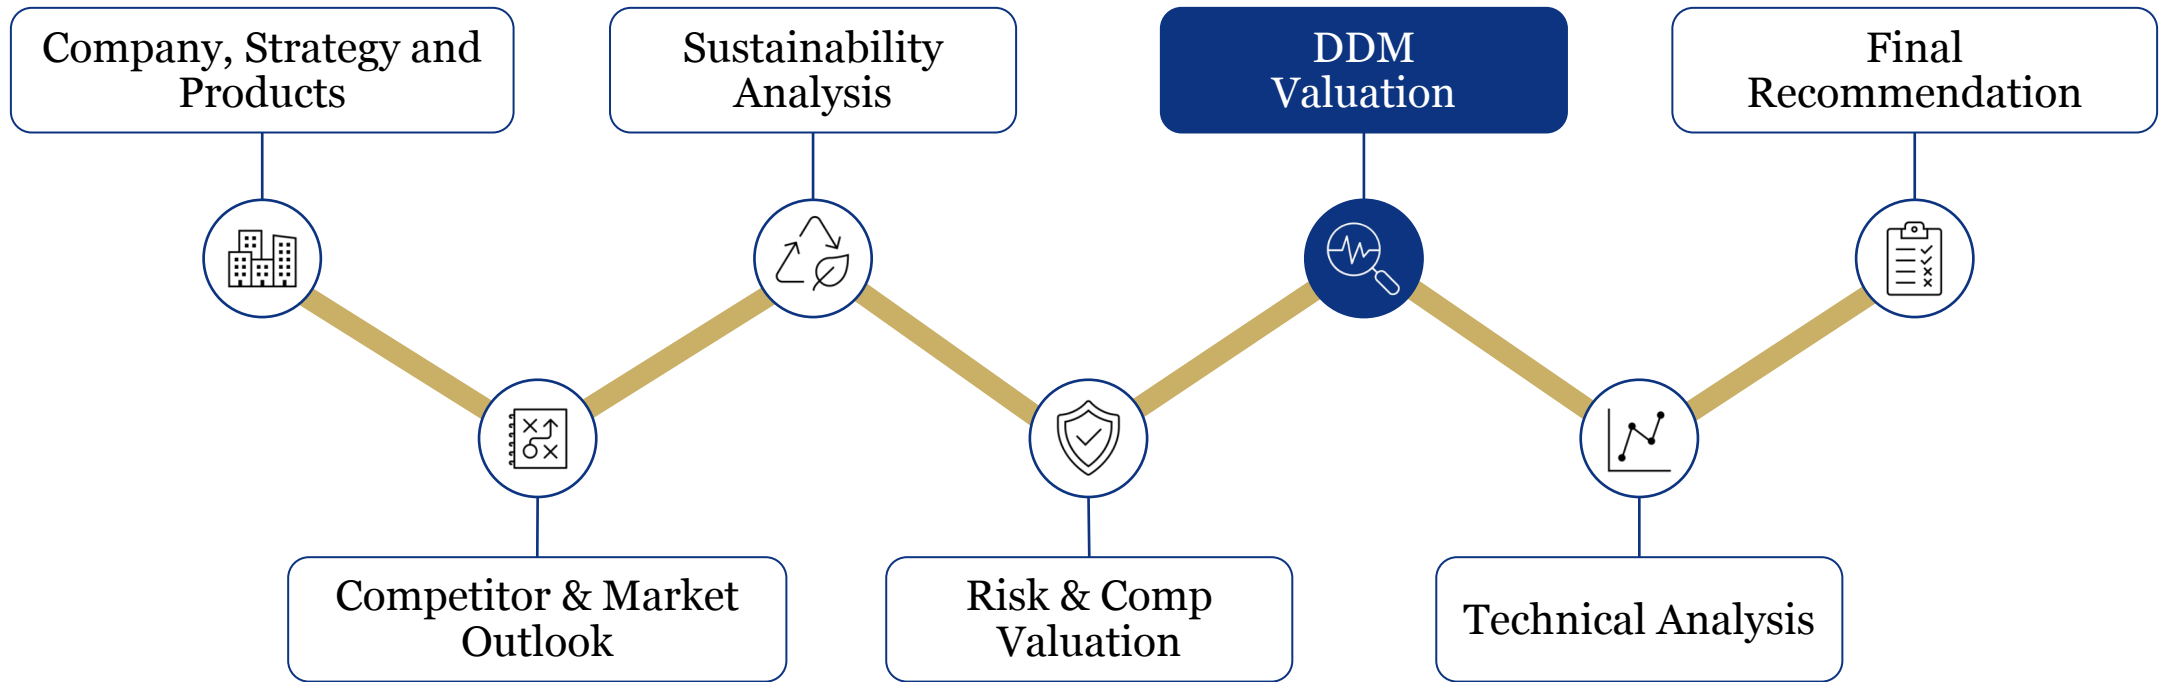 Company, Strategy and
Products
Sustainability
Analysis
DDM
Valuation
Final
Recommendation
Competitor & Market
Outlook
Risk & Comp
Valuation
Technical Analysis